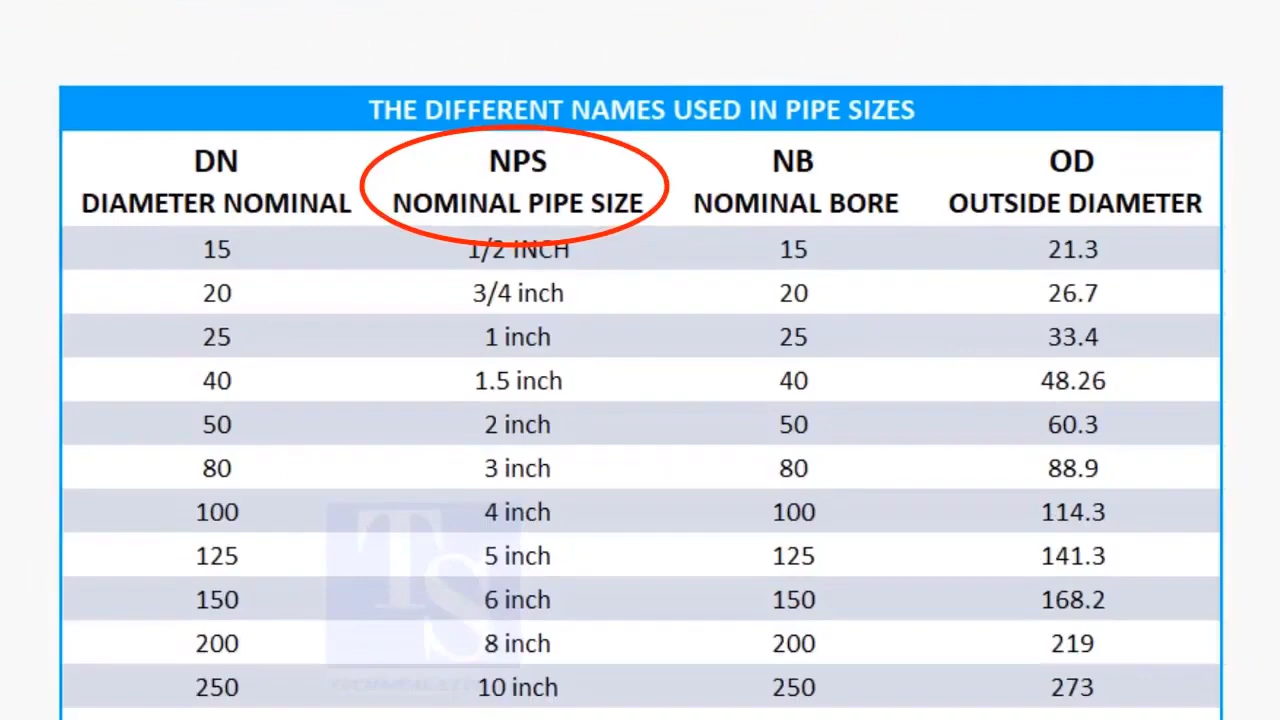 THE DIFFERENT NAMES USED IN PIPE SIZES
DN NPS NB OD
DIAMETER NOMINAL NOMINAL PIPE SIZE NOMINAL BORE OUTSIDE DIAMETER
15 1/2 INCH 15 21.3
20 3/4 inch 20 26.7
25 1 inch 25 33.4
40 1.5 inch 40 48.26
50 2 inch 50 60.3
80 3 inch 80 88.9
100 4 inch 100 114.3
125 5 inch 125 141.3
150 6 inch 150 168.2
200 8 inch 200 219
250 10 inch 250 273
TS